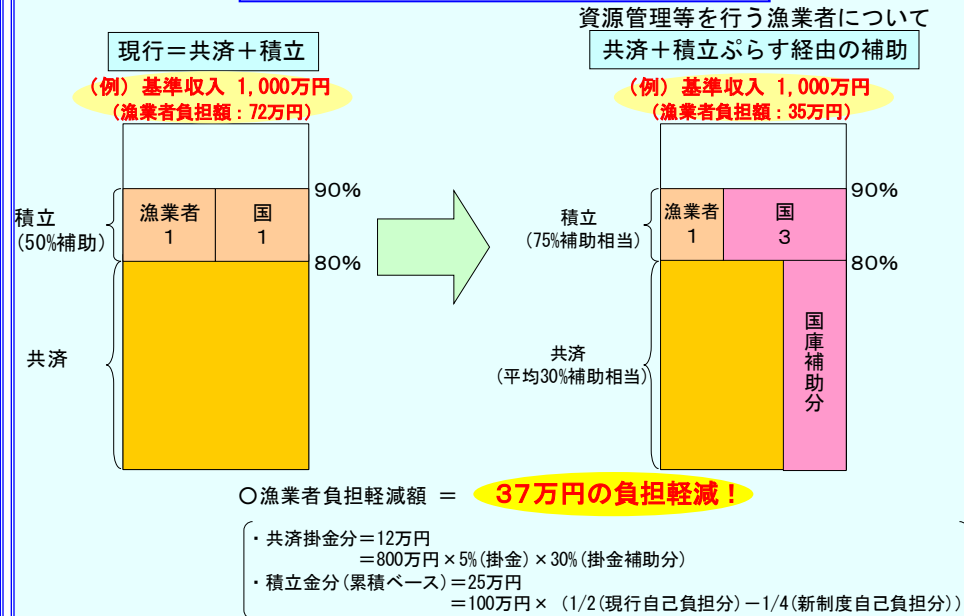 資源管理等を行う漁業者について
現行＝共済＋積立
共済＋積立ぷらす経由の補助
（例）基準収入 1,000万円
（漁業者負担額：72万円）
（例）基準収入 1,000万円
（漁業者負担額：35万円）
積立
（50%補助）
漁業者
1
国
1
90%
80%
共済
積立
（75%補助相当）
漁業者
1
国
3
90%
80%
共済
（平均30%補助相当）
国庫補助分
○漁業者負担軽減額 ＝ 37万円の負担軽減！
・共済掛金分＝12万円
＝800万円×5%(掛金)×30%(掛金補助分)
・積立金分(累積ベース)＝25万円
＝100万円×（1/2(現行自己負担分)－1/4(新制度自己負担分)）